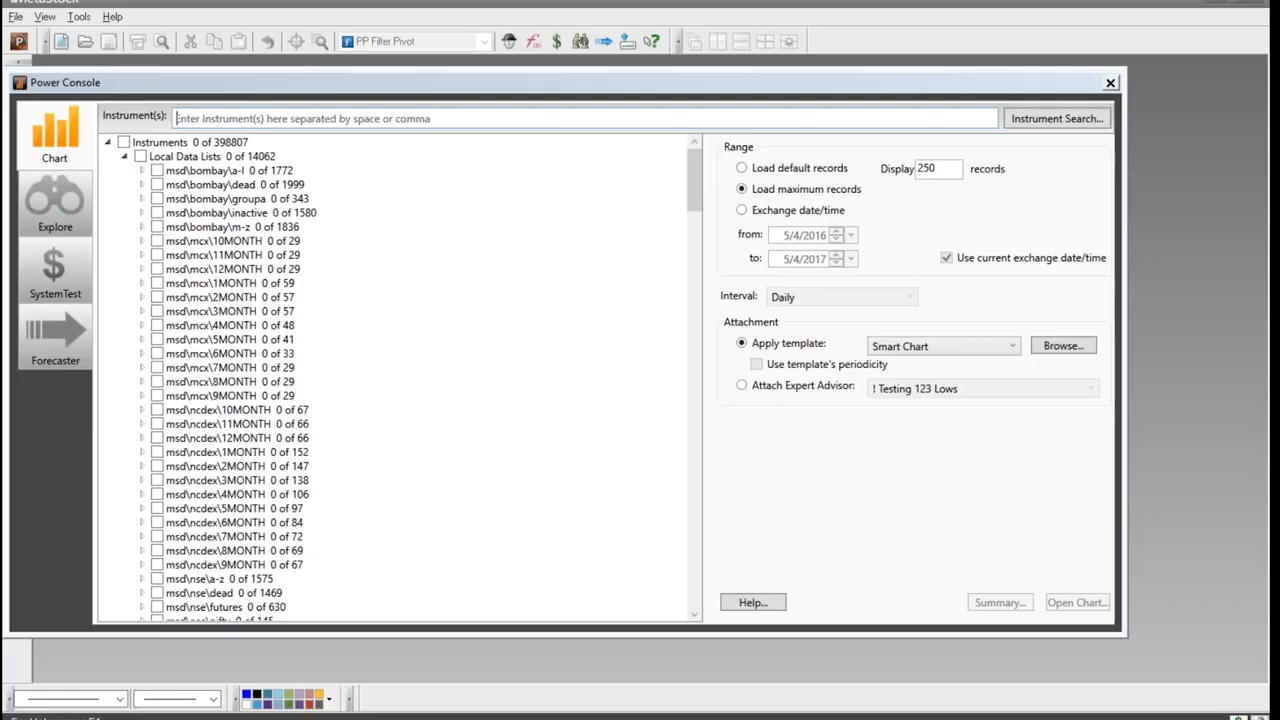 File View Tools Help
PP Filter Pivot
Power Console
Chart
Explore
SystemTest
Forecaster
Instrument(s):
Enter Instrument(s) here separated by space or comma
Instrument Search...
Instruments 0 of 398807
Local Data Lists 0 of 14062
msd\bombay\a-l 0 of 1772
msd\bombay\dead 0 of 1999
msd\bombay\groupa 0 of 343
msd\bombay\inactive 0 of 1580
msd\bombay\m-z 0 of 1836
msd\mcx\10MONTH 0 of 29
msd\mcx\11MONTH 0 of 29
msd\mcx\12MONTH 0 of 29
msd\mcx\1MONTH 0 of 59
msd\mcx\2MONTH 0 of 57
msd\mcx\3MONTH 0 of 57
msd\mcx\4MONTH 0 of 48
msd\mcx\5MONTH 0 of 41
msd\mcx\6MONTH 0 of 33
msd\mcx\7MONTH 0 of 29
msd\mcx\8MONTH 0 of 29
msd\mcx\9MONTH 0 of 29
msd\ncdex\10MONTH 0 of 67
msd\ncdex\11MONTH 0 of 66
msd\ncdex\12MONTH 0 of 66
msd\ncdex\1MONTH 0 of 152
msd\ncdex\2MONTH 0 of 147
msd\ncdex\3MONTH 0 of 138
msd\ncdex\4MONTH 0 of 106
msd\ncdex\5MONTH 0 of 97
msd\ncdex\6MONTH 0 of 84
msd\ncdex\7MONTH 0 of 72
msd\ncdex\8MONTH 0 of 69
msd\ncdex\9MONTH 0 of 67
msd\nse\a-z 0 of 1575
msd\nse\dead 0 of 1469
msd\nse\futures 0 of 630
Range
Load default records
Display 250 records
Load maximum records
Exchange date/time
from: 5/4/2016
to: 5/4/2017
Use current exchange date/time
Interval: Daily
Attachment
Apply template: Smart Chart Browse...
Use template's periodicity
Attach Expert Advisor: ! Testing 123 Lows
Help...
Summary...
Open Chart...